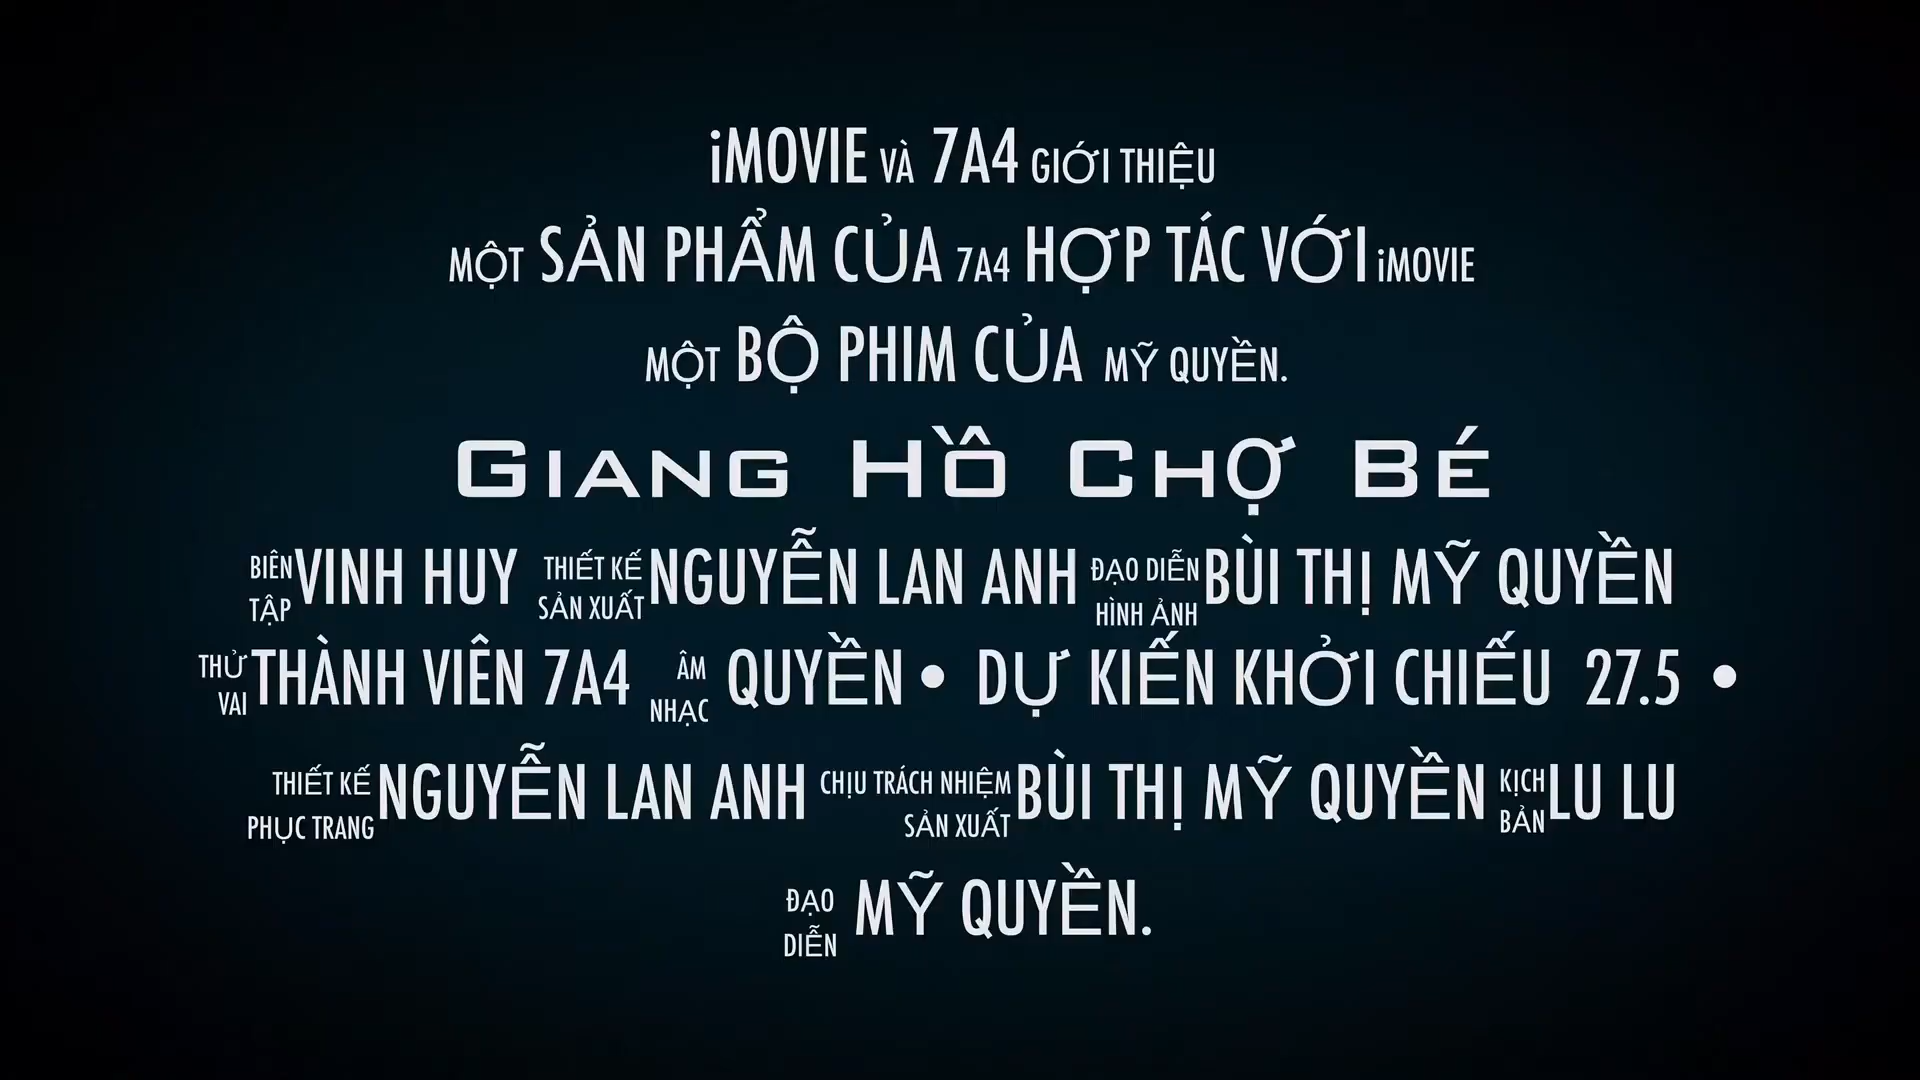 iMOVIE VÀ 7A4 GIỚI THIỆU
MỘT SẢN PHẨM CỦA 7A4 HỢP TÁC VỚI iMOVIE
MỘT BỘ PHIM CỦA MỸ QUYỀN.
GIANG HỒ CHỢ BÉ
BIÊN TẬP VINH HUY THIẾT KẾ SẢN XUẤT NGUYỄN LAN ANH ĐẠO DIỄN HÌNH ẢNH BÙI THỊ MỸ QUYỀN
THỬ VAI THÀNH VIÊN 7A4 ÂM NHẠC QUYỀN • DỰ KIẾN KHỞI CHIẾU 27.5 •
THIẾT KẾ PHỤC TRANG NGUYỄN LAN ANH CHỊU TRÁCH NHIỆM SẢN XUẤT BÙI THỊ MỸ QUYỀN KỊCH BẢN LU LU
ĐẠO DIỄN MỸ QUYỀN.